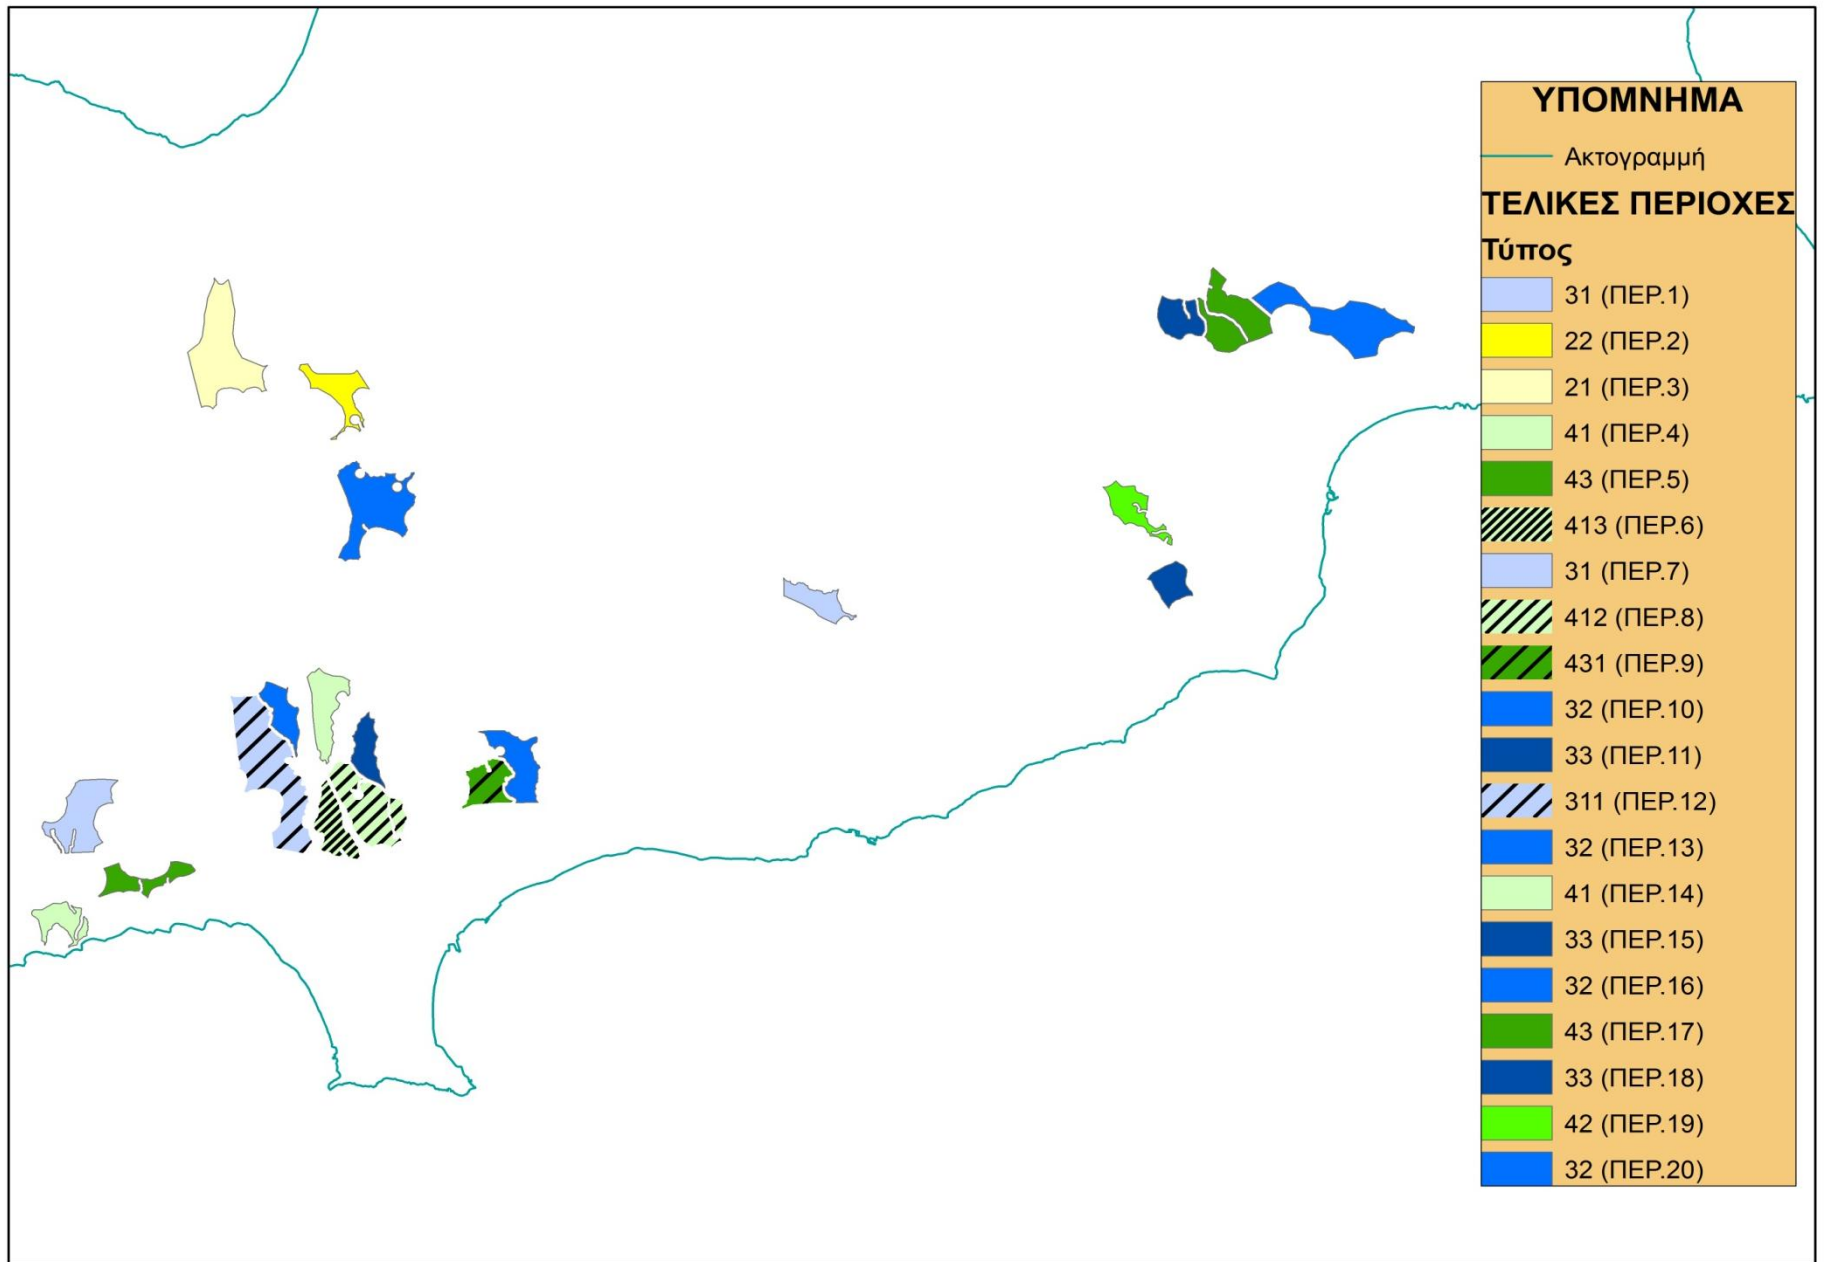 ΥΠΟΜΝΗΜΑ
Ακτογραμμή
ΤΕΛΙΚΕΣ ΠΕΡΙΟΧΕΣ
Τύπος
31 (ΠΕΡ.1)
22 (ΠΕΡ.2)
21 (ΠΕΡ.3)
41 (ΠΕΡ.4)
43 (ΠΕΡ.5)
413 (ΠΕΡ.6)
31 (ΠΕΡ.7)
412 (ΠΕΡ.8)
431 (ΠΕΡ.9)
32 (ΠΕΡ.10)
33 (ΠΕΡ.11)
311 (ΠΕΡ.12)
32 (ΠΕΡ.13)
41 (ΠΕΡ.14)
33 (ΠΕΡ.15)
32 (ΠΕΡ.16)
43 (ΠΕΡ.17)
33 (ΠΕΡ.18)
42 (ΠΕΡ.19)
32 (ΠΕΡ.20)